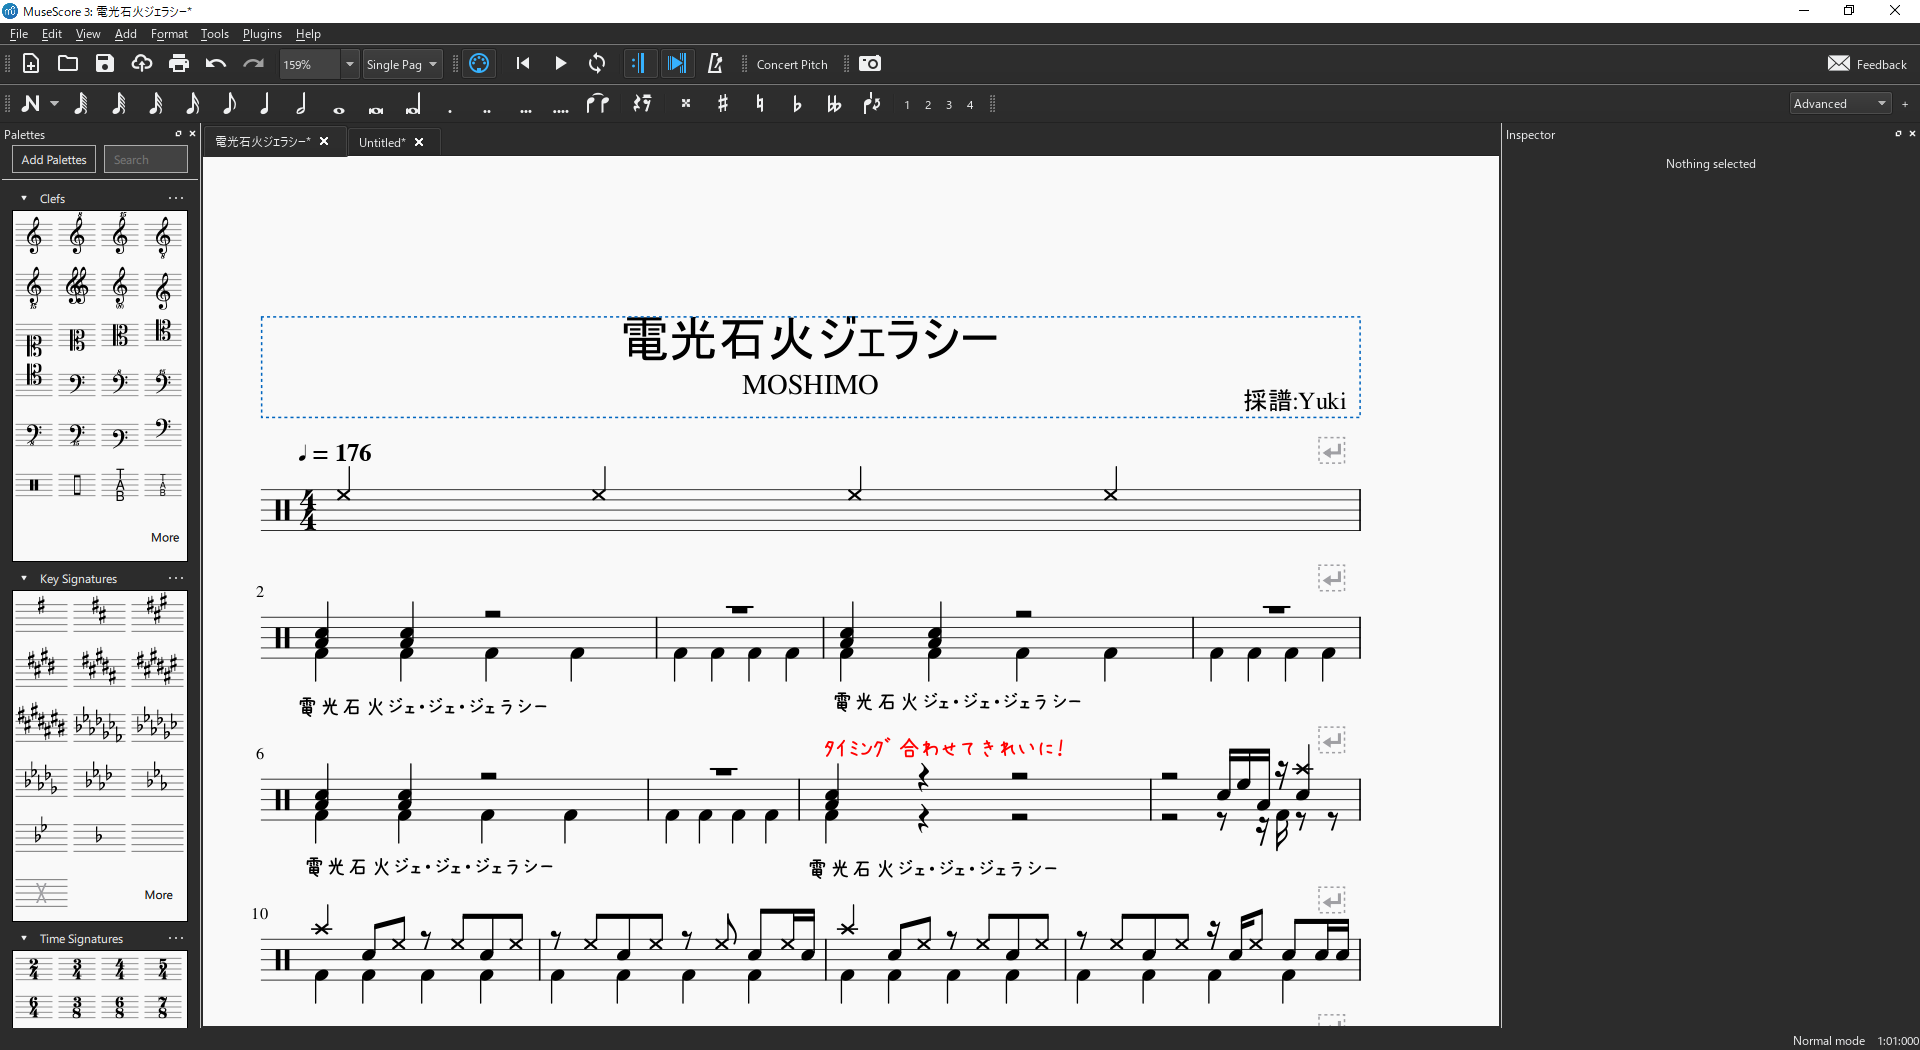 MuseScore 3: 電光石火ジェラシー*
File Edit View Add Format Tools Plugins Help
159% Single Pag Concert Pitch Feedback
1 2 3 4 Advanced +
Palettes
Add Palettes Search
Clefs
More
Key Signatures
More
Time Signatures
電光石火ジェラシー* Untitled*
Inspector
Nothing selected
電光石火ジェラシー
MOSHIMO
採譜:Yuki
= 176
2
電光石火ジェ・ジェ・ジェラシー 電光石火ジェ・ジェ・ジェラシー
6
タイミング合わせてきれいに!
電光石火ジェ・ジェ・ジェラシー 電光石火ジェ・ジェ・ジェラシー
10
Normal mode 1:01:000